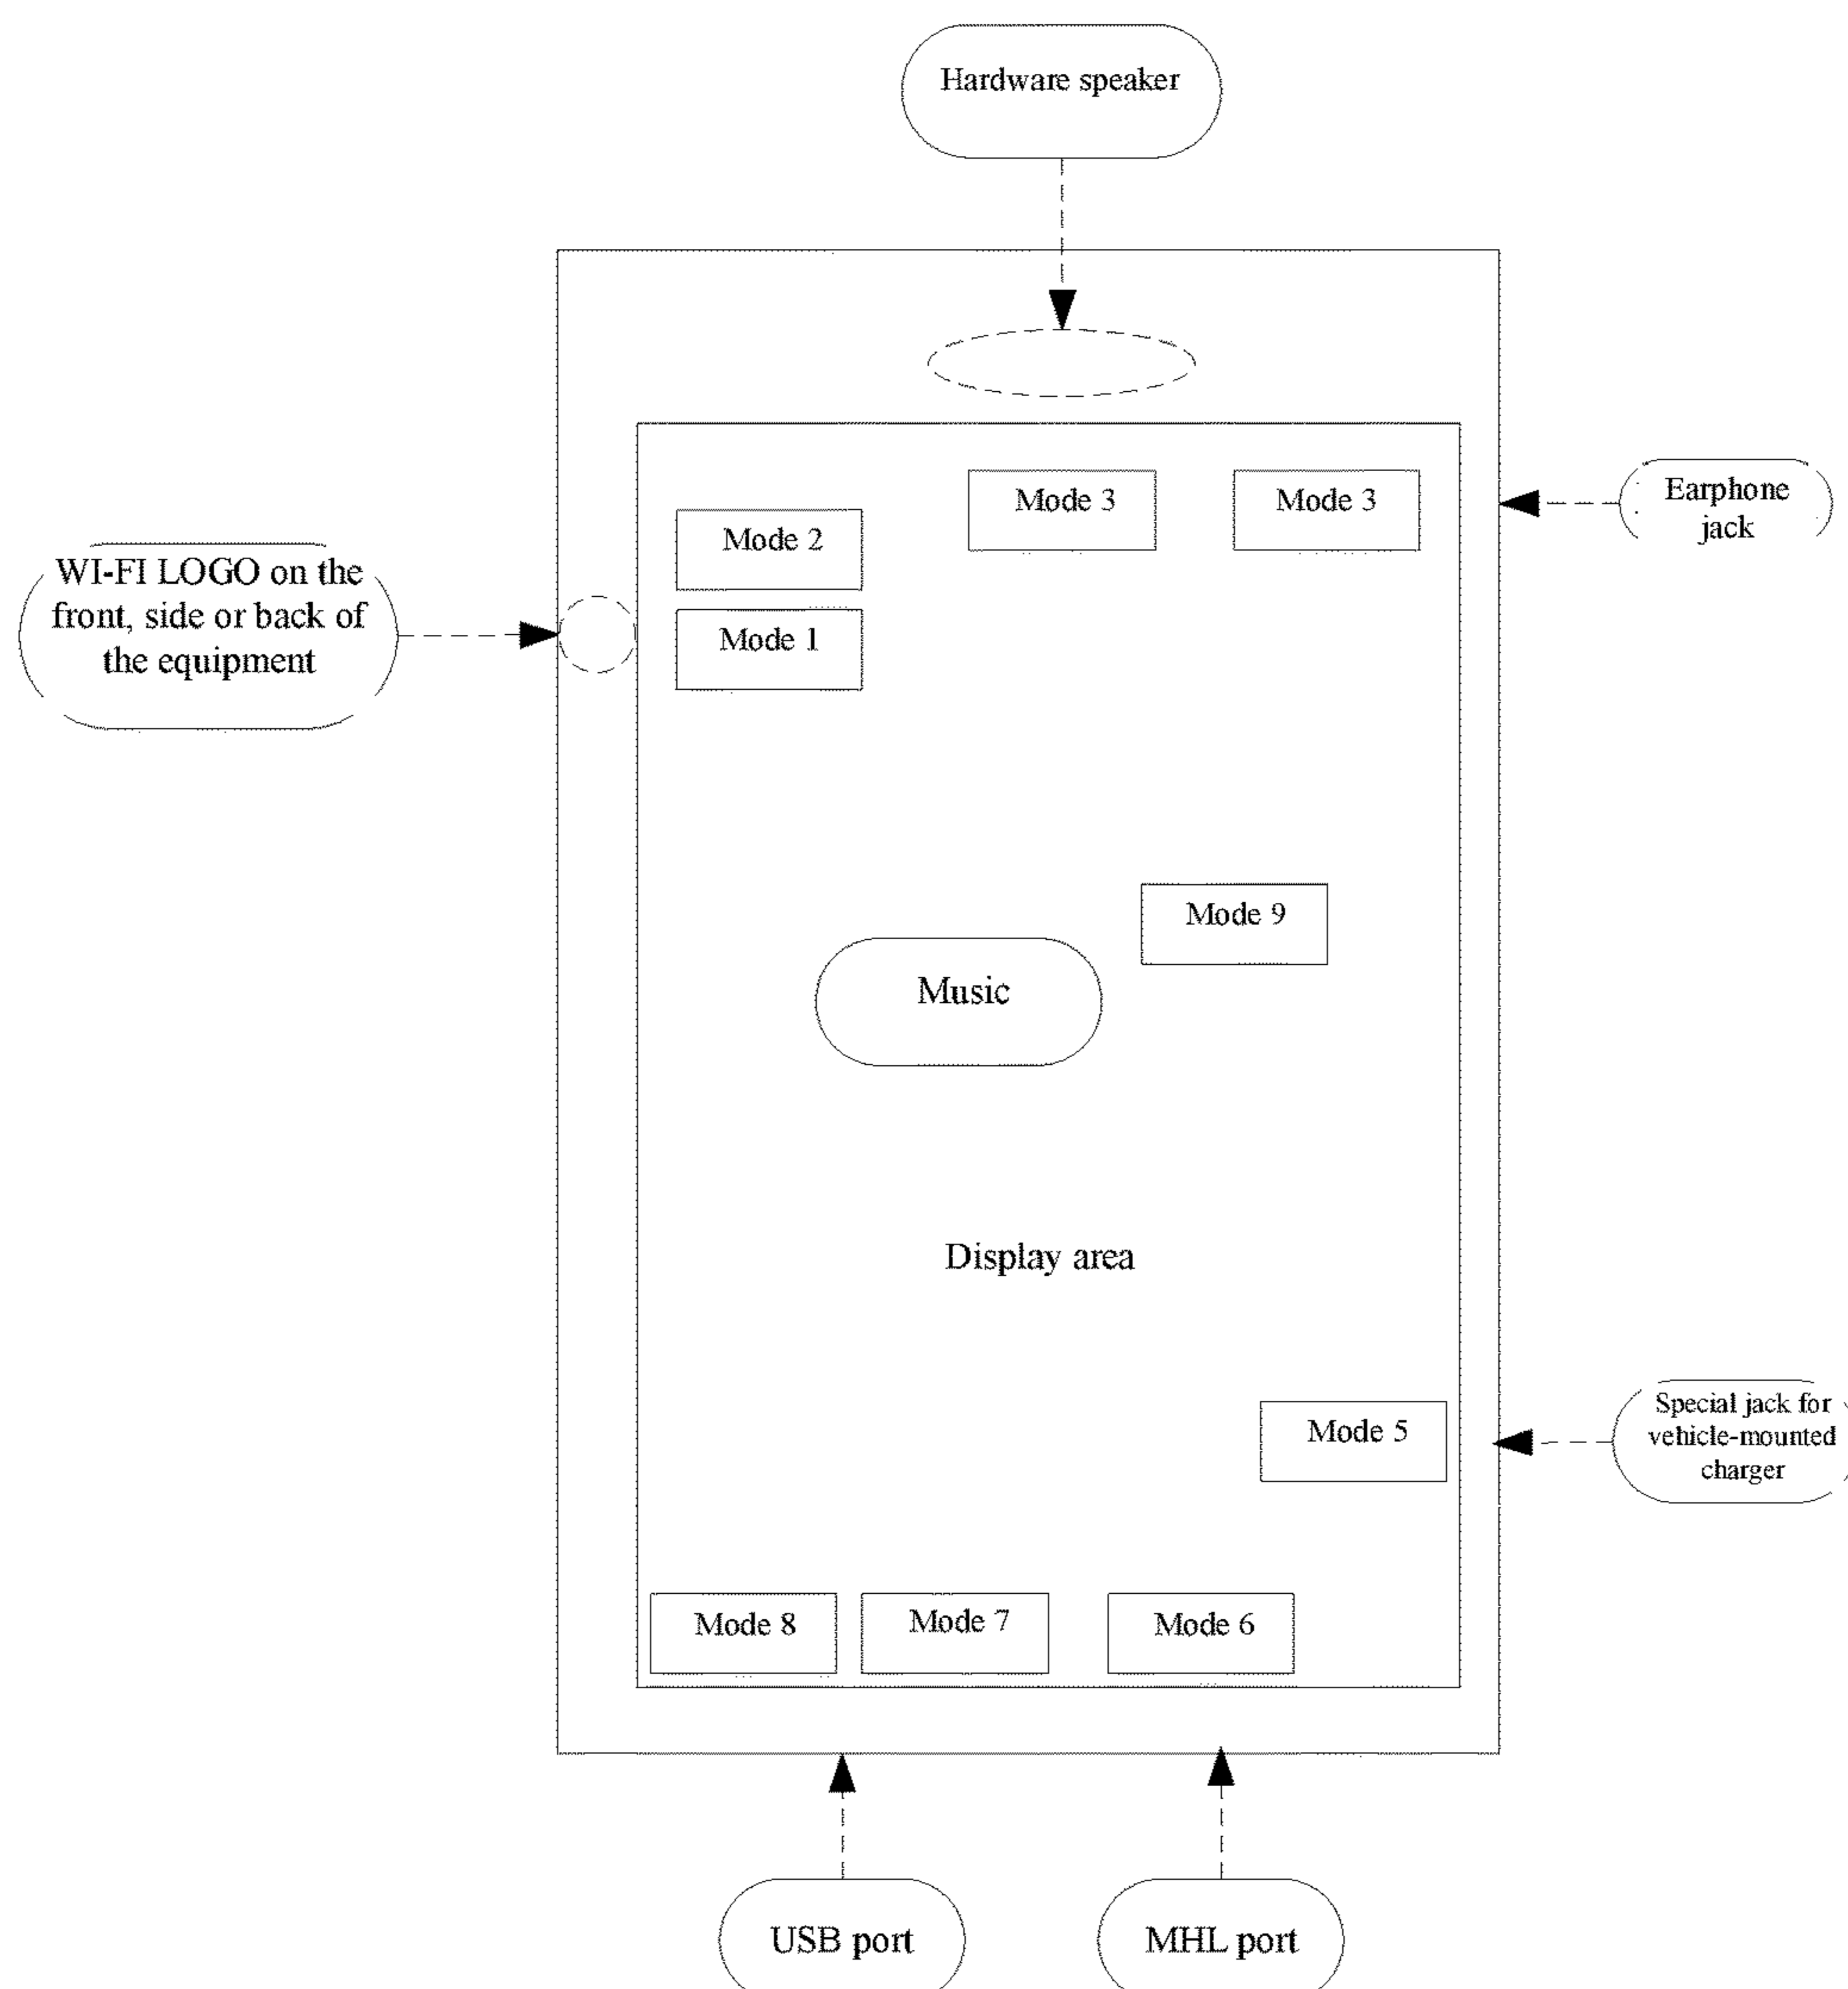 Hardware speaker
Mode 3
Mode 3
Earphone
jack
Mode 2
WI-FI LOGO on the
front, side or back of
the equipment
Mode 1
Mode 9
Music
Display area
Special jack for
vehicle-mounted
charger
Mode 5
Mode 8
Mode 7
Mode 6
USB port
MHL port